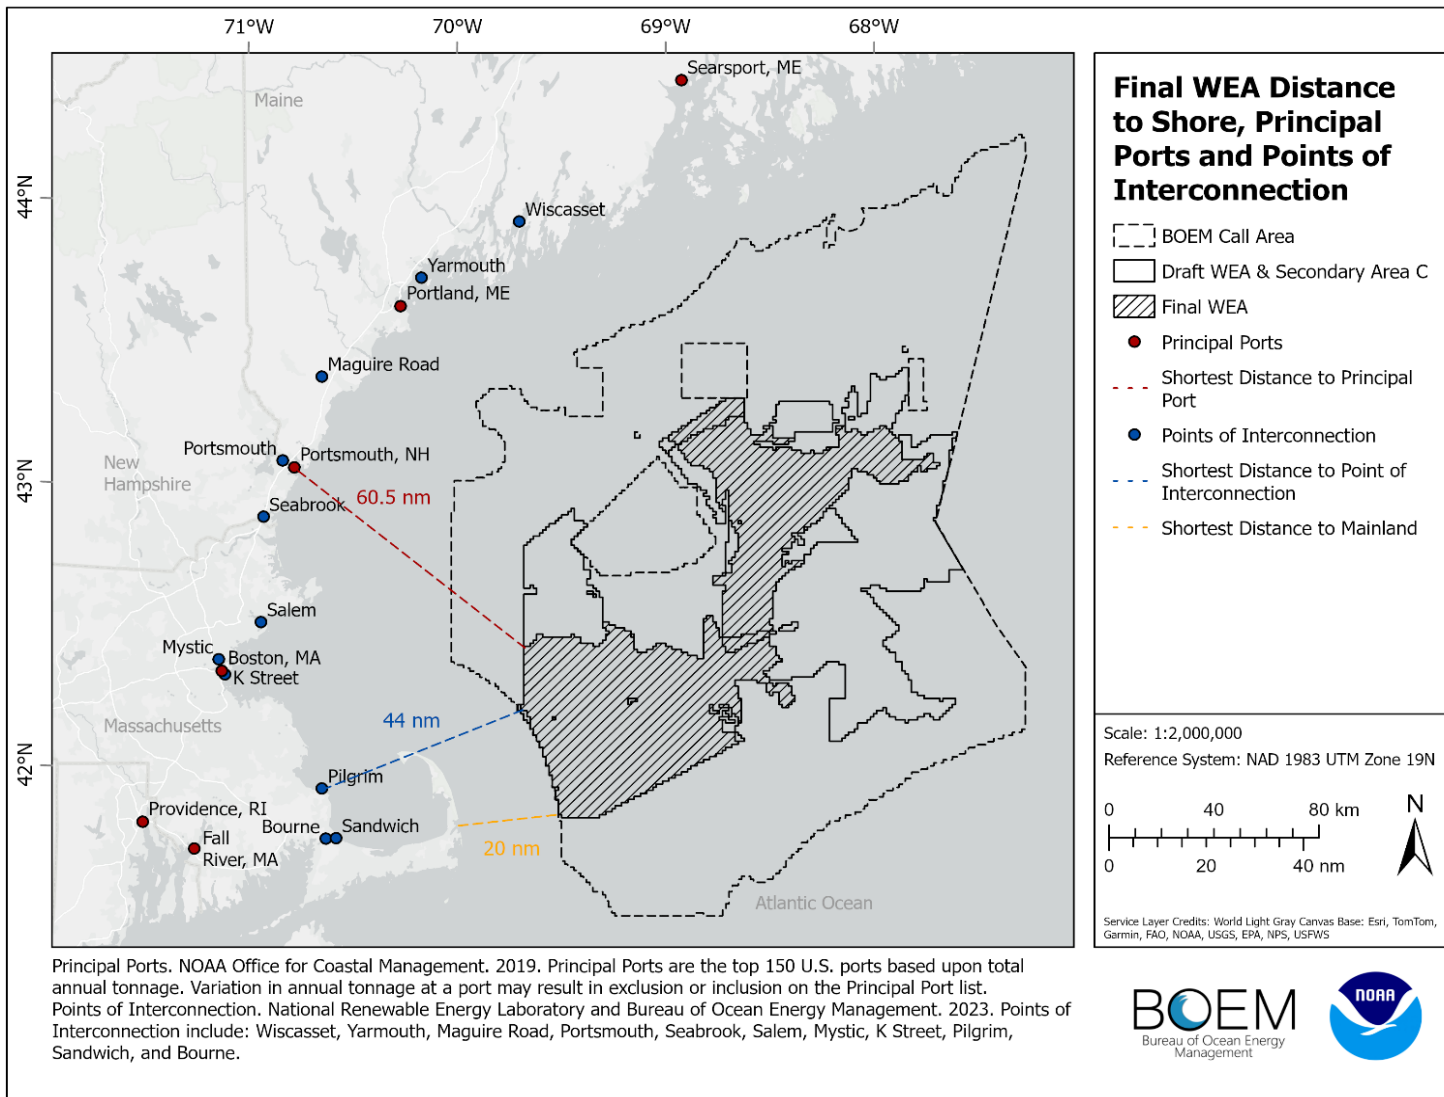 71°W 70°W 69°W 68°W
44°N
43°N
42°N
Searsport, ME
Maine
Wiscasset
Yarmouth
Portland, ME
Maguire Road
Portsmouth
Portsmouth, NH
New
Hampshire
60.5 nm
Seabrook
Salem
Mystic
Boston, MA
K Street
Massachusetts
44 nm
Pilgrim
Providence, RI
Bourne
Sandwich
Fall
River, MA
20 nm
Atlantic Ocean
Final WEA Distance
to Shore, Principal
Ports and Points of
Interconnection
BOEM Call Area
Draft WEA & Secondary Area C
Final WEA
Principal Ports
Shortest Distance to Principal
Port
Points of Interconnection
Shortest Distance to Point of
Interconnection
Shortest Distance to Mainland
Scale: 1:2,000,000
Reference System: NAD 1983 UTM Zone 19N
0 40 80 km
0 20 40 nm
N
Service Layer Credits: World Light Gray Canvas Base: Esri, TomTom,
Garmin, FAO, NOAA, USGS, EPA, NPS, USFWS
Principal Ports. NOAA Office for Coastal Management. 2019. Principal Ports are the top 150 U.S. ports based upon total
annual tonnage. Variation in annual tonnage at a port may result in exclusion or inclusion on the Principal Port list.
Points of Interconnection. National Renewable Energy Laboratory and Bureau of Ocean Energy Management. 2023. Points of
Interconnection include: Wiscasset, Yarmouth, Maguire Road, Portsmouth, Seabrook, Salem, Mystic, K Street, Pilgrim,
Sandwich, and Bourne.
BOEM
Bureau of Ocean Energy
Management
NOAA